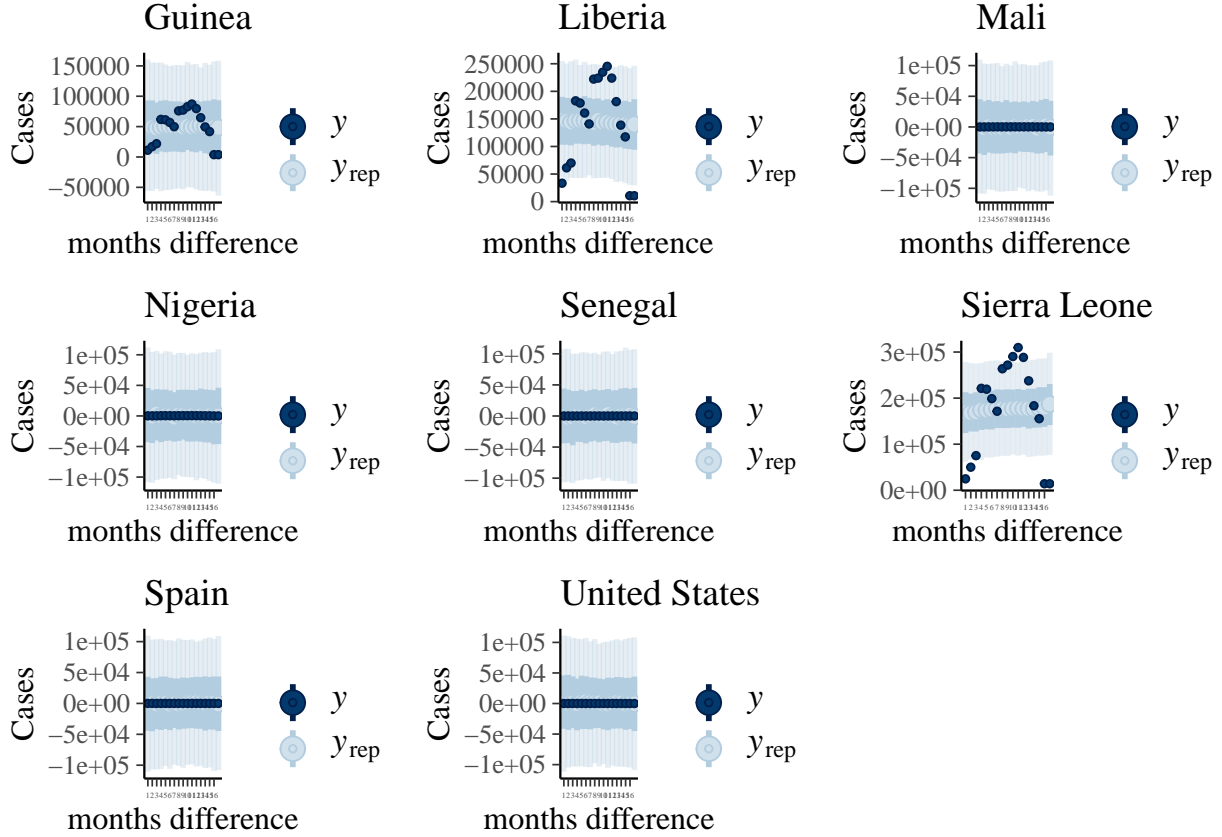 Guinea
150000
100000
50000
0
−50000
Cases
months difference
y
yrep
Liberia
250000
200000
150000
100000
50000
0
Cases
months difference
y
yrep
Mali
1e+05
5e+04
0e+00
−5e+04
−1e+05
Cases
months difference
y
yrep
Nigeria
1e+05
5e+04
0e+00
−5e+04
−1e+05
Cases
months difference
y
yrep
Senegal
1e+05
5e+04
0e+00
−5e+04
−1e+05
Cases
months difference
y
yrep
Sierra Leone
3e+05
2e+05
1e+05
0e+00
Cases
months difference
y
yrep
Spain
1e+05
5e+04
0e+00
−5e+04
−1e+05
Cases
months difference
y
yrep
United States
1e+05
5e+04
0e+00
−5e+04
−1e+05
Cases
months difference
y
yrep